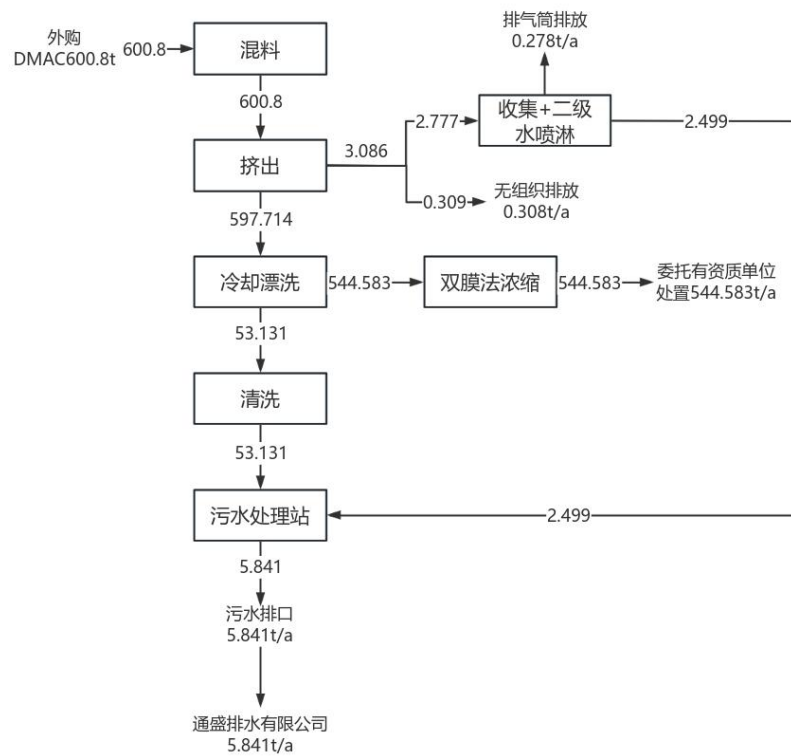 外购
DMAC600.8t
600.8
混料
排气筒排放
0.278t/a
600.8
2.777
收集+二级
水喷淋
2.499
3.086
挤出
0.309
无组织排放
0.308t/a
597.714
冷却漂洗
544.583
双膜法浓缩
544.583
委托有资质单位
处置544.583t/a
53.131
清洗
53.131
污水处理站
2.499
5.841
污水排口
5.841t/a
通盛排水有限公司
5.841t/a